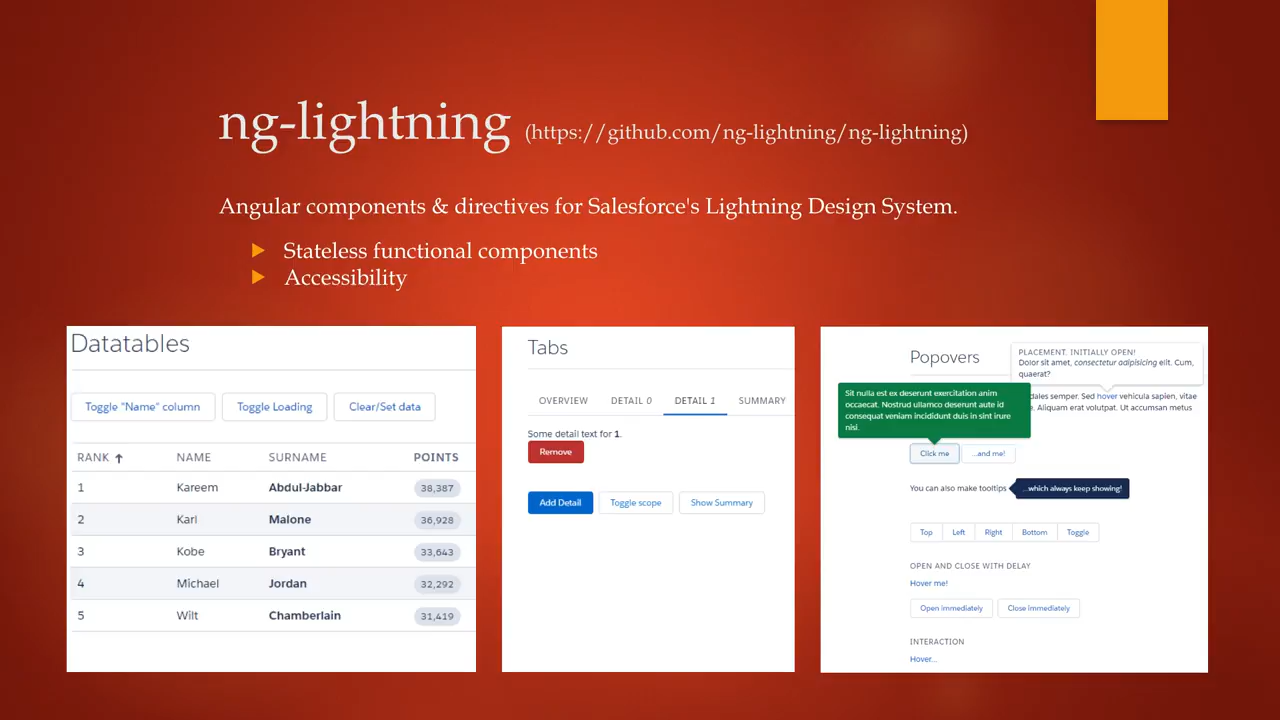 ng-lightning (https://github.com/ng-lightning/ng-lightning)
Angular components & directives for Salesforce's Lightning Design System.
Stateless functional components
Accessibility
Datatables
Toggle "Name" column Toggle Loading Clear/Set data
RANK NAME SURNAME POINTS
1 Kareem Abdul-Jabbar 38,387
2 Karl Malone 36,928
3 Kobe Bryant 33,643
4 Michael Jordan 32,292
5 Wilt Chamberlain 31,419
Tabs
OVERVIEW DETAIL 0 DETAIL 1 SUMMARY
Some detail text for 1.
Remove
Add Detail Toggle scope Show Summary
Popovers
PLACEMENT, INITIALLY OPEN!
Dolor sit amet, consectetur adipisicing elit. Cum,
quaerat?
Sit nulla est ex deserunt exercitation anim
occaecat. Nostrud ullamco deserunt aute id
consequat veniam incididunt duis in sint irure
nisi.
dales semper. Sed hover vehicula sapien, vitae
. Aliquam erat volutpat. Ut accumsan metus
Click me ...and me!
You can also make tooltips ...which always keep showing!
Top Left Right Bottom Toggle
OPEN AND CLOSE WITH DELAY
Hover me!
Open immediately Close immediately
INTERACTION
Hover...